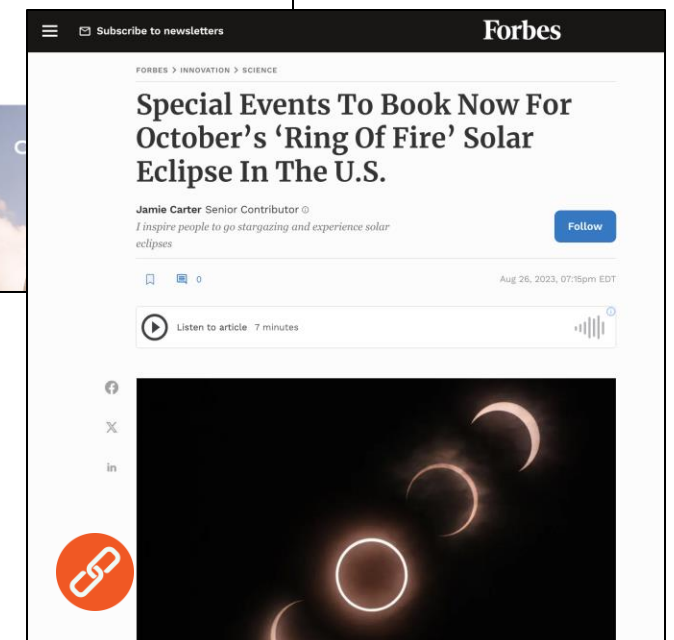 Subscribe to newsletters
Forbes
FORBES > INNOVATION > SCIENCE
Special Events To Book Now For
October’s ‘Ring Of Fire’ Solar
Eclipse In The U.S.
Jamie Carter Senior Contributor
I inspire people to go stargazing and experience solar
eclipses
Follow
0
Aug 26, 2023, 07:15pm EDT
Listen to article 7 minutes